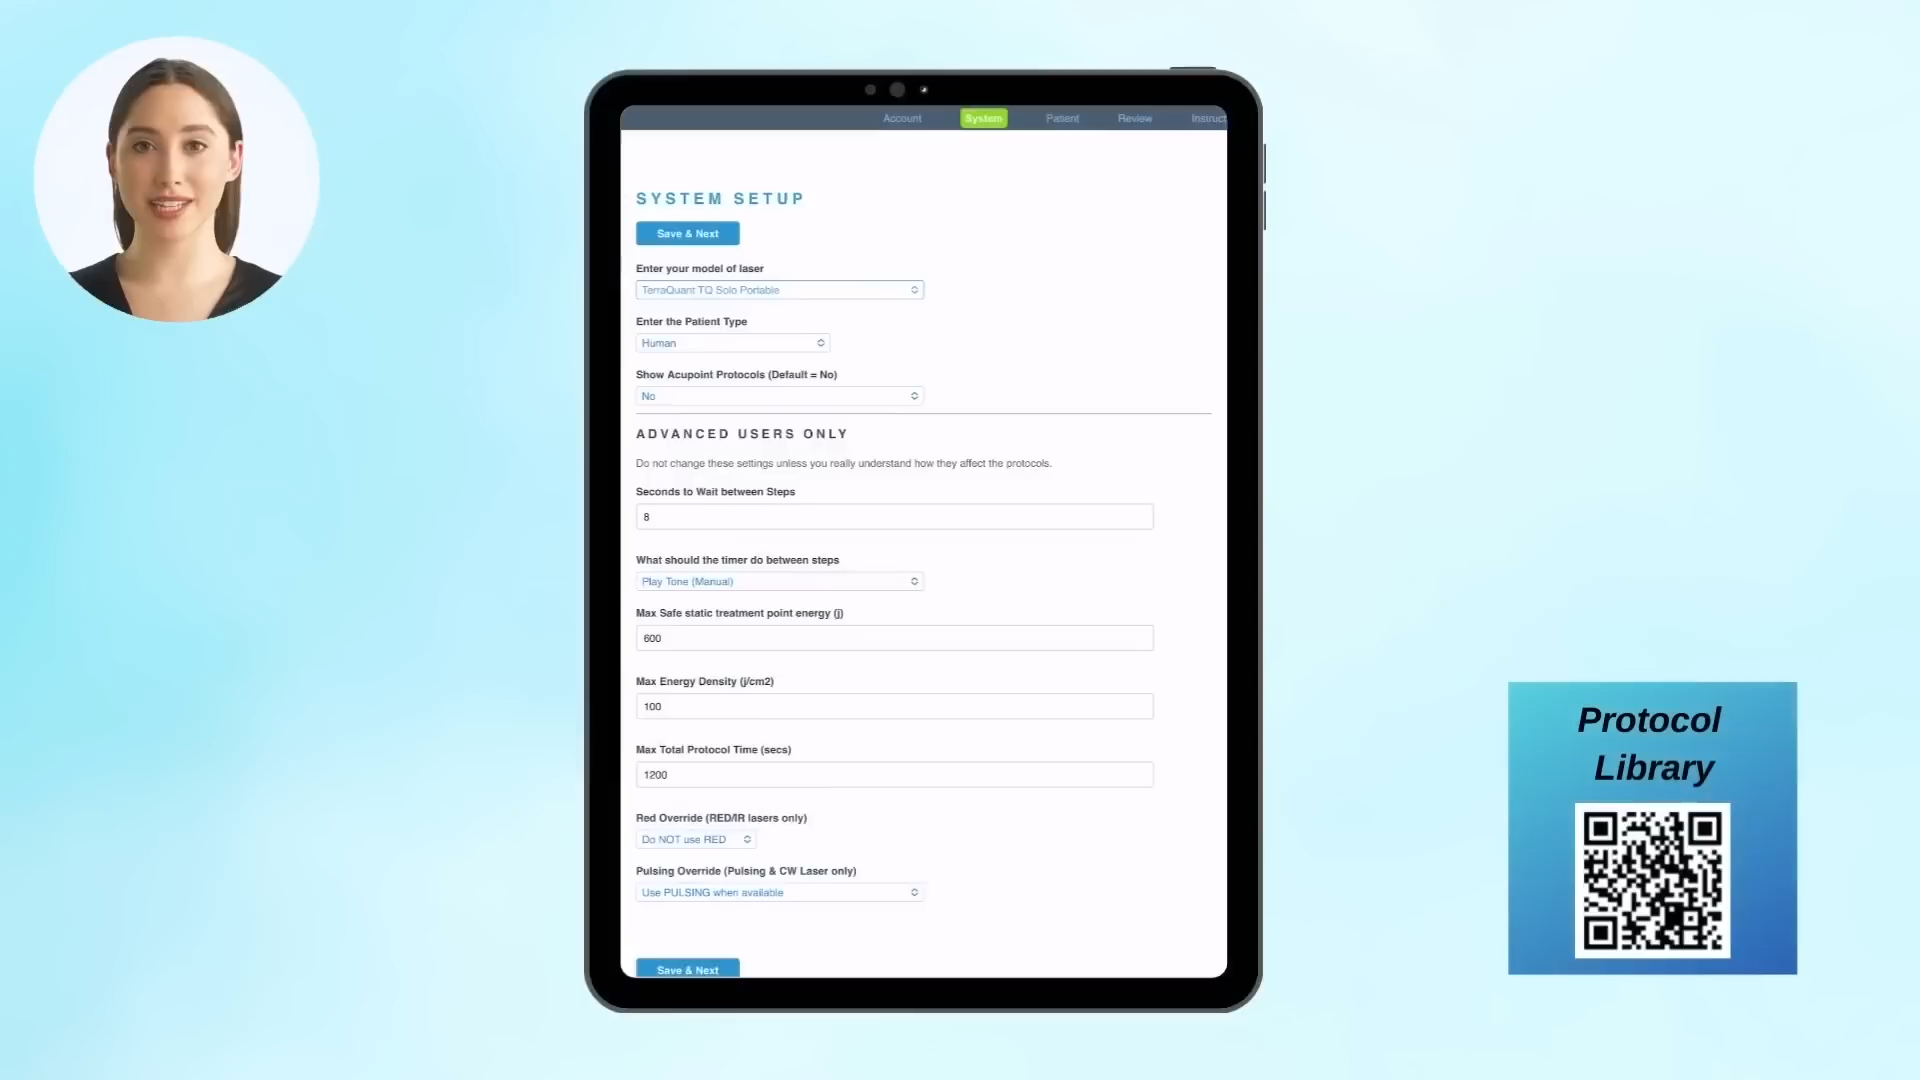 Account System Patient Review Instruct
SYSTEM SETUP
Save & Next
Enter your model of laser
TerraQuant TQ Solo Portable
Enter the Patient Type
Human
Show Acupoint Protocols (Default = No)
No
ADVANCED USERS ONLY
Do not change these settings unless you really understand how they affect the protocols.
Seconds to Wait between Steps
8
What should the timer do between steps
Play Tone (Manual)
Max Safe static treatment point energy (j)
600
Max Energy Density (j/cm2)
100
Max Total Protocol Time (secs)
1200
Red Override (RED/IR lasers only)
Do NOT use RED
Pulsing Override (Pulsing & CW Laser only)
Use PULSING when available
Save & Next
Protocol
Library